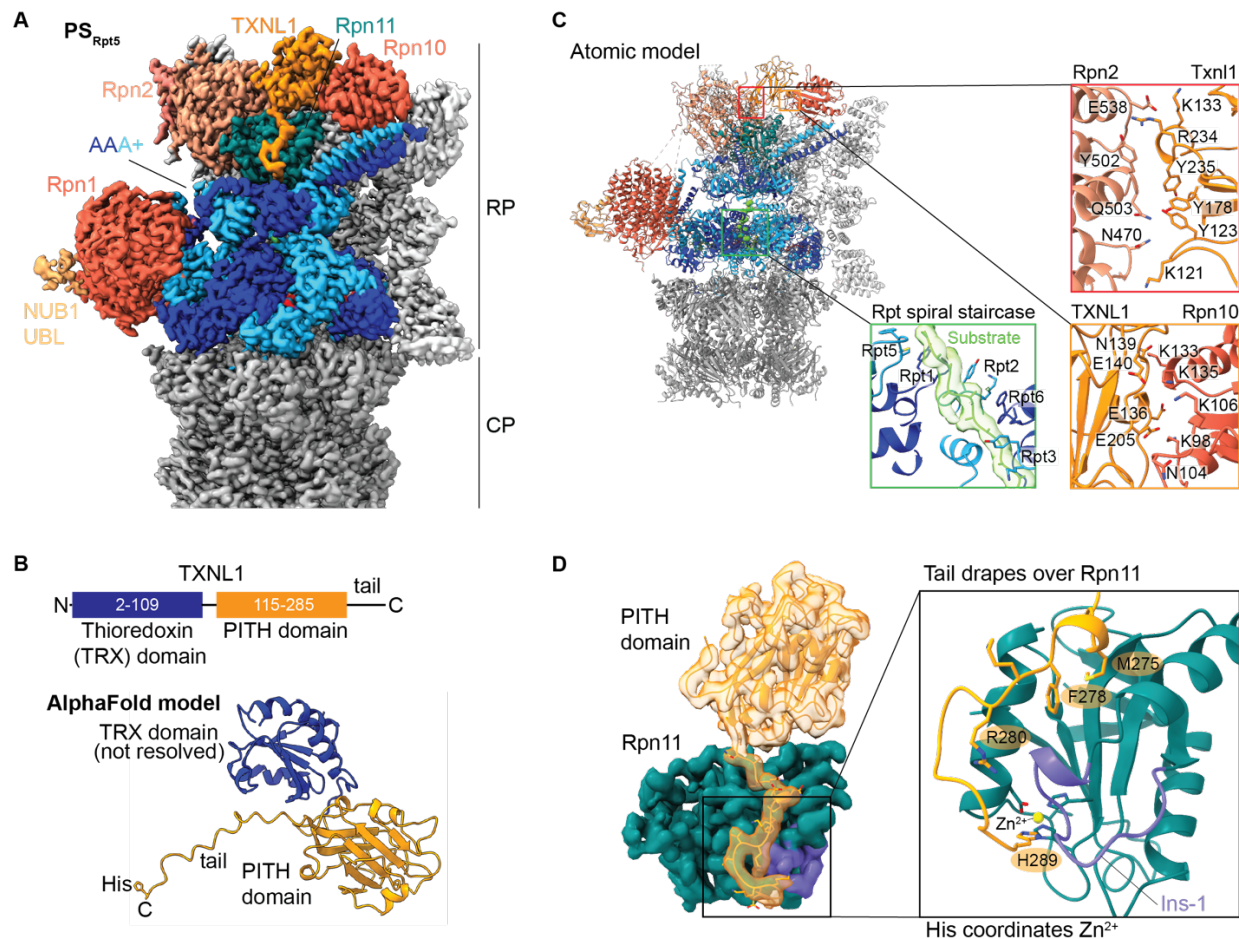 A
PSRpt5
TXNL1
Rpn11
Rpn10
Rpn2
AAA+
Rpn1
NUB1
UBL
RP
CP
B
TXNL1
tail
N
2-109
115-285
C
Thioredoxin
(TRX) domain
PITH domain
AlphaFold model
TRX domain
(not resolved)
tail
His
C
PITH
domain
C
Atomic model
Rpn2
Txnl1
E538
K133
R234
Y502
Y235
Q503
Y178
N470
Y123
K121
Rpt spiral staircase
Substrate
Rpt5
Rpt1
Rpt2
Rpt6
Rpt3
TXNL1
Rpn10
N139
K133
E140
K135
K106
E136
E205
K98
N104
D
PITH
domain
Rpn11
Tail drapes over Rpn11
M275
F278
R280
Zn2+
H289
Ins-1
His coordinates Zn2+